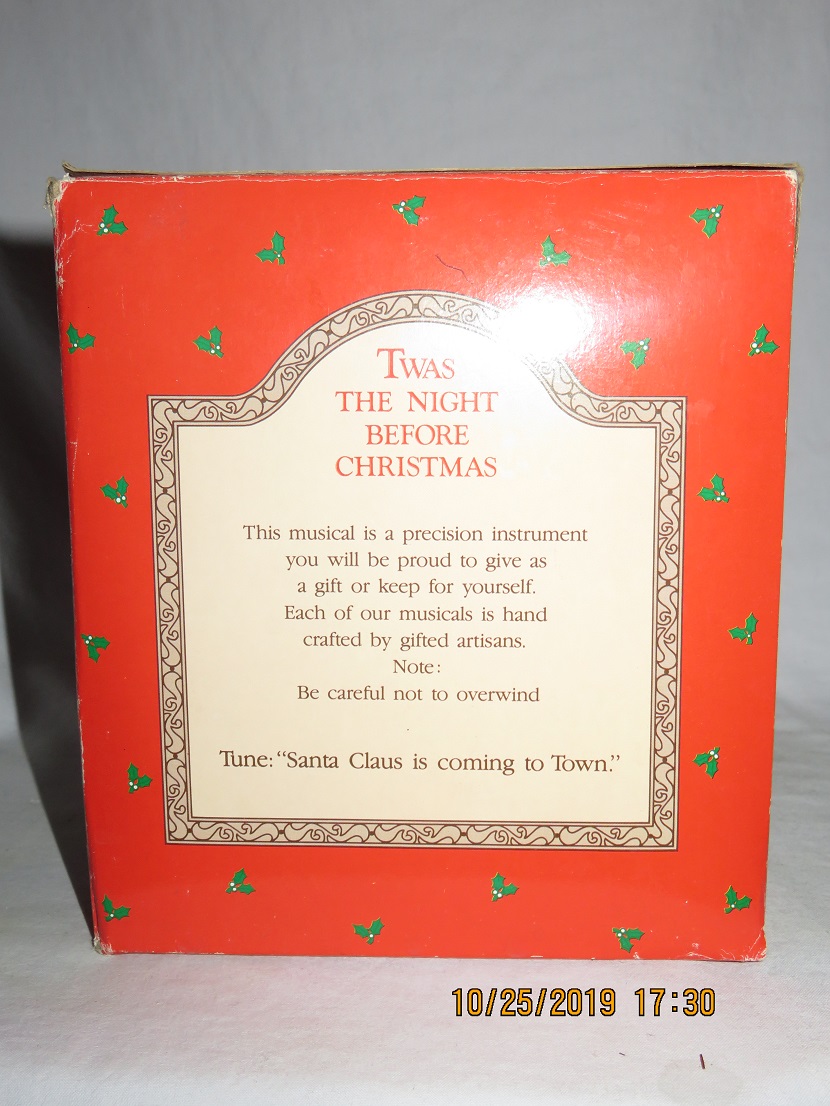 Twas
the night
before
christmas
This musical is a precision instrument
you will be proud to give as
a gift or keep for yourself.
Each of our musicals is hand
crafted by gifted artisans.
Note:
Be careful not to overwind
Tune: "Santa Claus is coming to Town."
10/25/2019 17:30